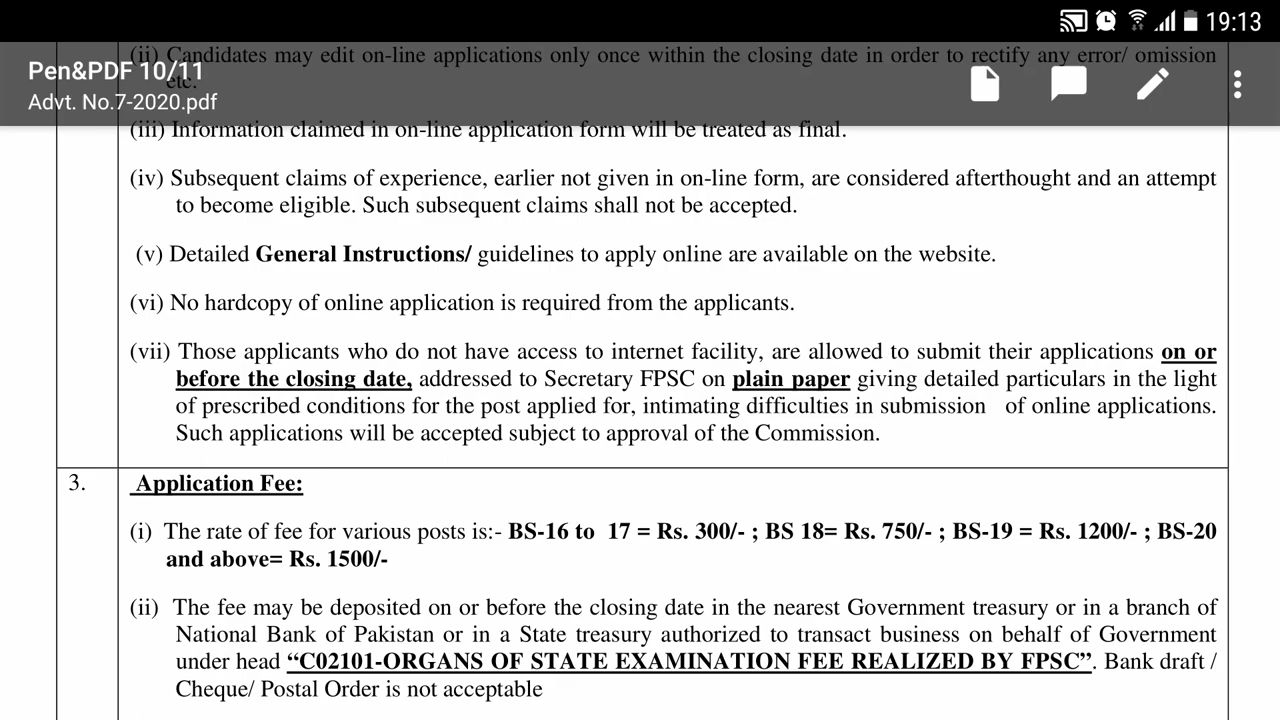 19:13
(ii) Candidates may edit on-line applications only once within the closing date in order to rectify any error/ omission
Pen&PDF 10/11
etc.
Advt. No.7-2020.pdf
(iii) Information claimed in on-line application form will be treated as final.
(iv) Subsequent claims of experience, earlier not given in on-line form, are considered afterthought and an attempt
to become eligible. Such subsequent claims shall not be accepted.
(v) Detailed General Instructions/ guidelines to apply online are available on the website.
(vi) No hardcopy of online application is required from the applicants.
(vii) Those applicants who do not have access to internet facility, are allowed to submit their applications on or
before the closing date, addressed to Secretary FPSC on plain paper giving detailed particulars in the light
of prescribed conditions for the post applied for, intimating difficulties in submission of online applications.
Such applications will be accepted subject to approval of the Commission.
3. Application Fee:
(i) The rate of fee for various posts is:- BS-16 to 17 = Rs. 300/- ; BS 18= Rs. 750/- ; BS-19 = Rs. 1200/- ; BS-20
and above= Rs. 1500/-
(ii) The fee may be deposited on or before the closing date in the nearest Government treasury or in a branch of
National Bank of Pakistan or in a State treasury authorized to transact business on behalf of Government
under head “C02101-ORGANS OF STATE EXAMINATION FEE REALIZED BY FPSC”. Bank draft /
Cheque/ Postal Order is not acceptable